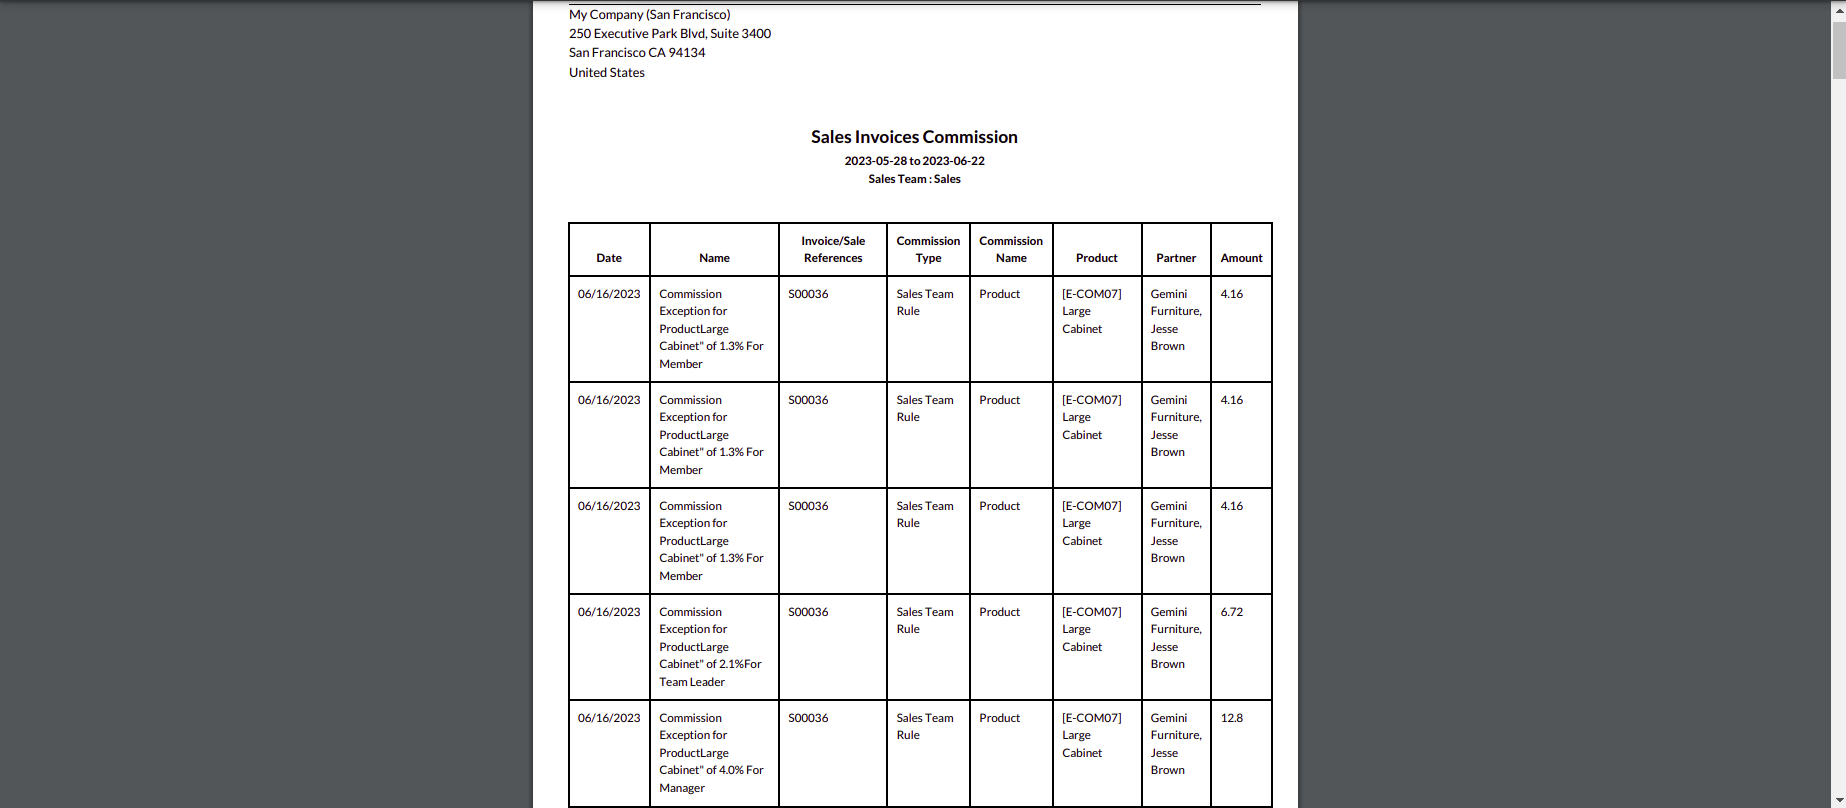 My Company (San Francisco)
250 Executive Park Blvd, Suite 3400
San Francisco CA 94134
United States
Sales Invoices Commission
2023-05-28 to 2023-06-22
Sales Team : Sales
Date Name Invoice/Sale References Commission Type Commission Name Product Partner Amount
06/16/2023 Commission Exception for ProductLarge Cabinet" of 1.3% For Member S00036 Sales Team Rule Product [E-COM07] Large Cabinet Gemini Furniture, Jesse Brown 4.16
06/16/2023 Commission Exception for ProductLarge Cabinet" of 1.3% For Member S00036 Sales Team Rule Product [E-COM07] Large Cabinet Gemini Furniture, Jesse Brown 4.16
06/16/2023 Commission Exception for ProductLarge Cabinet" of 1.3% For Member S00036 Sales Team Rule Product [E-COM07] Large Cabinet Gemini Furniture, Jesse Brown 4.16
06/16/2023 Commission Exception for ProductLarge Cabinet" of 2.1%For Team Leader S00036 Sales Team Rule Product [E-COM07] Large Cabinet Gemini Furniture, Jesse Brown 6.72
06/16/2023 Commission Exception for ProductLarge Cabinet" of 4.0% For Manager S00036 Sales Team Rule Product [E-COM07] Large Cabinet Gemini Furniture, Jesse Brown 12.8